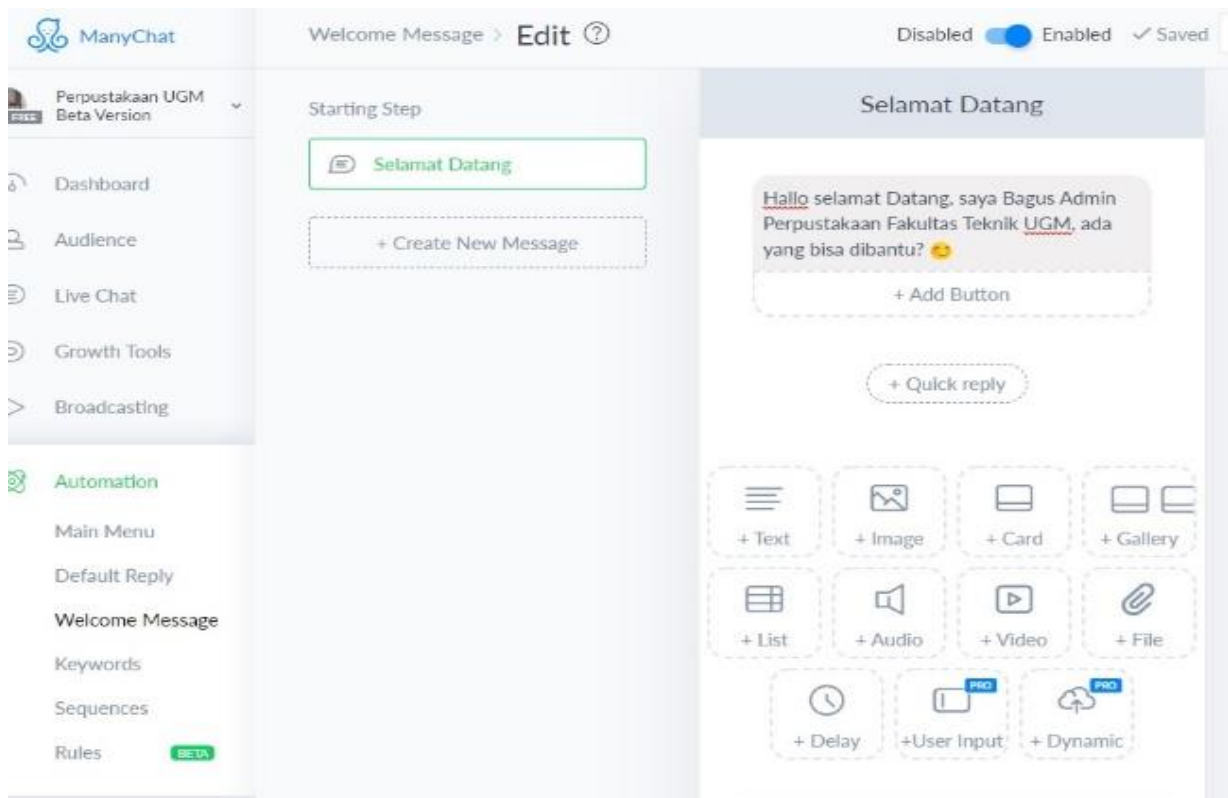 ManyChat
Welcome Message > Edit ?
Disabled Enabled ✓ Saved
Perpustakaan UGM
Beta Version
FREE
Starting Step
Selamat Datang
+ Create New Message
Dashboard
Audience
Live Chat
Growth Tools
Broadcasting
Automation
Main Menu
Default Reply
Welcome Message
Keywords
Sequences
Rules BETA
Selamat Datang
Hallo selamat Datang, saya Bagus Admin
Perpustakaan Fakultas Teknik UGM, ada
yang bisa dibantu? 😊
+ Add Button
+ Quick reply
+ Text + Image + Card + Gallery
+ List + Audio + Video + File
PRO PRO
+ Delay +User Input + Dynamic